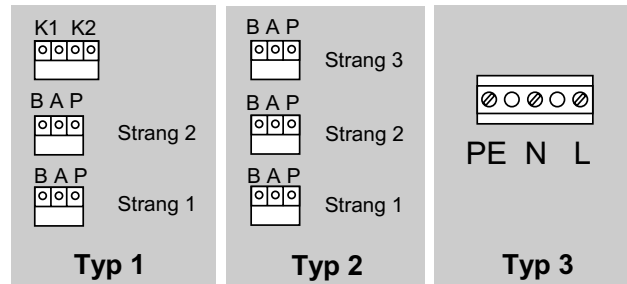 K1 K2
B A P
Strang 2
B A P
Strang 1
Typ 1
B A P
Strang 3
B A P
Strang 2
B A P
Strang 1
Typ 2
PE N L
Typ 3